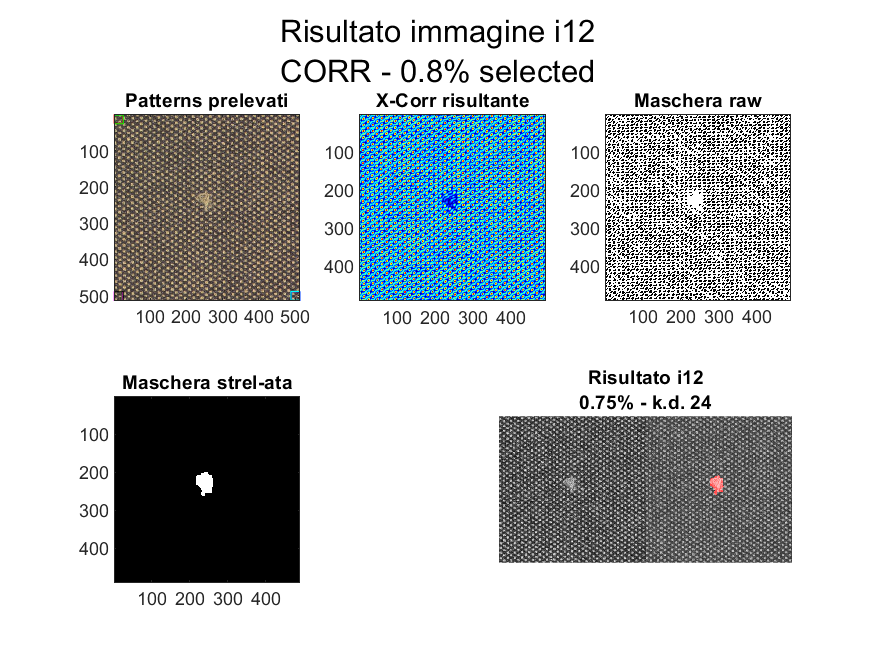 Risultato immagine i12
CORR - 0.8% selected
Patterns prelevati
100
200
300
400
500
100 200 300 400 500
X-Corr risultante
100
200
300
400
100 200 300 400
Maschera raw
100
200
300
400
100 200 300 400
Maschera strel-ata
100
200
300
400
100 200 300 400
Risultato i12
0.75% - k.d. 24